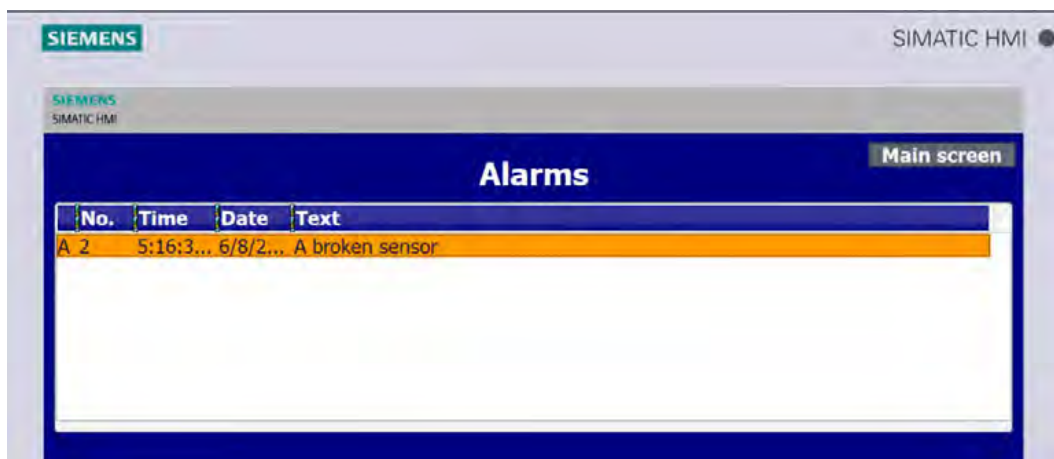 SIEMENS SIMATIC HMI
SIEMENS
SIMATIC HMI
Main screen
Alarms
No. Time Date Text
A 2 5:16:3... 6/8/2... A broken sensor